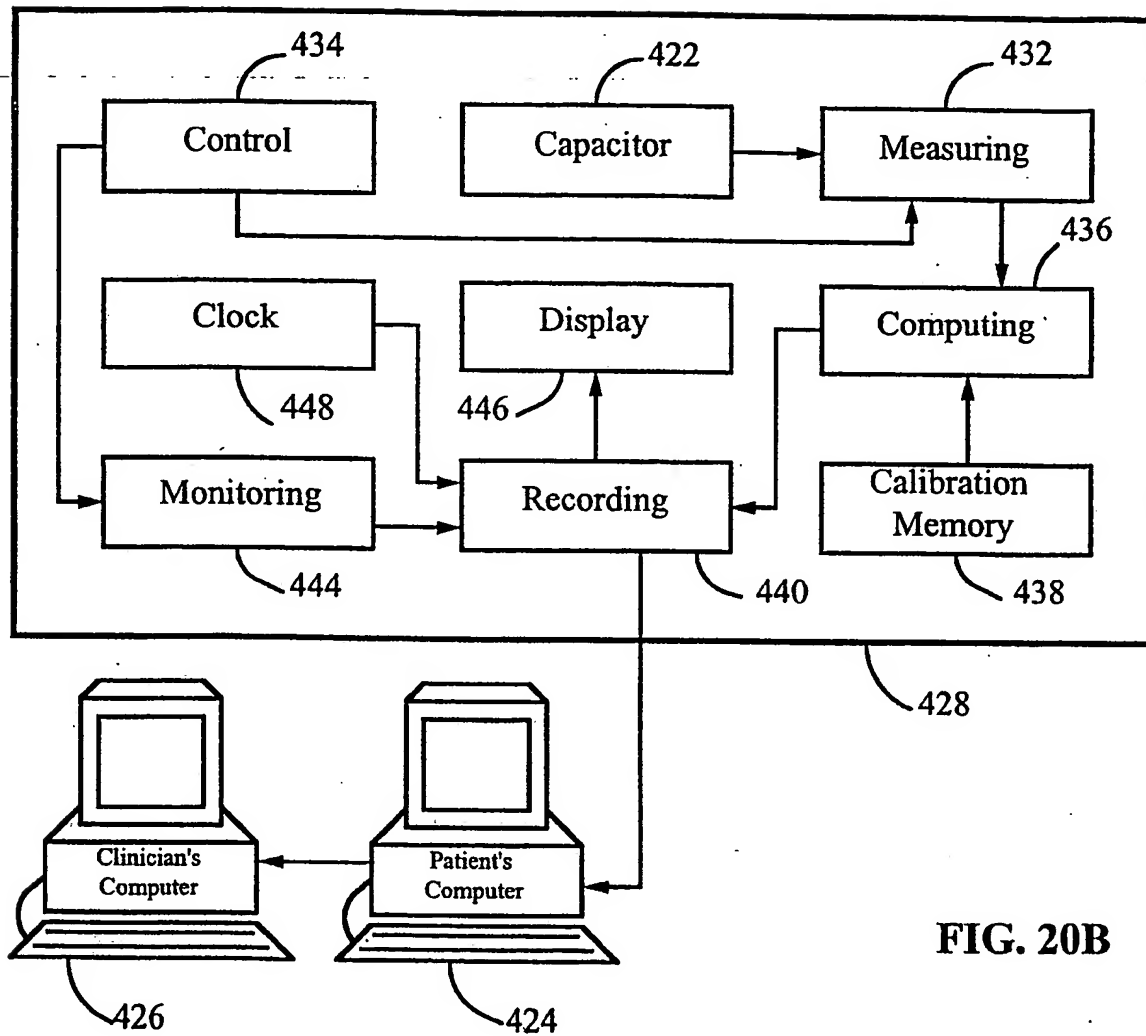 434
422
432
Control
Capacitor
Measuring
436
Clock
Display
Computing
448
446
Monitoring
Recording
Calibration
Memory
444
440
438
428
Clinician's
Computer
Patient's
Computer
FIG. 20B
426
424